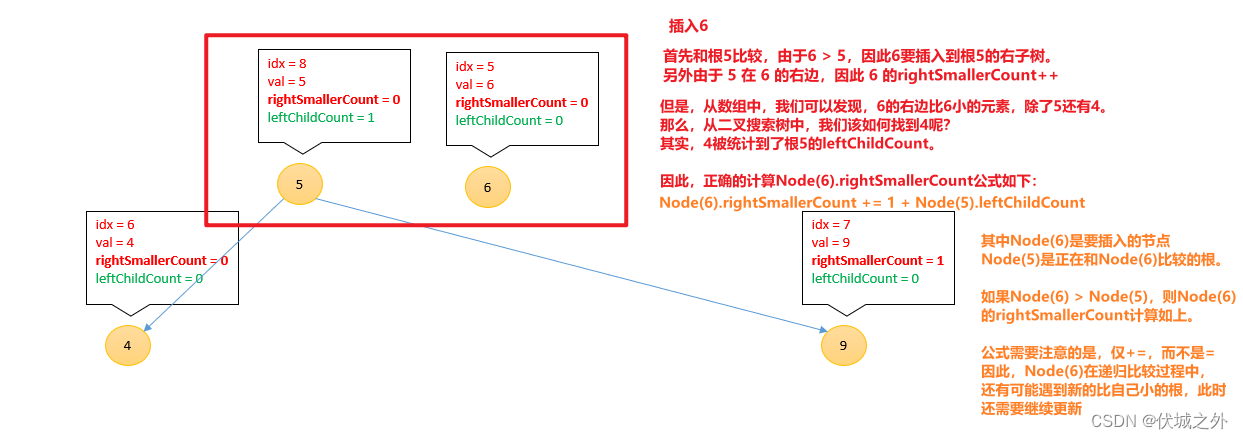 插入6
首先和根5比较，由于6 > 5，因此6要插入到根5的右子树。
另外由于 5 在 6 的右边，因此 6 的rightSmallerCount++
但是，从数组中，我们可以发现，6的右边比6小的元素，除了5还有4。
那么，从二叉搜索树中，我们该如何找到4呢？
其实，4被统计到了根5的leftChildCount。
因此，正确的计算Node(6).rightSmallerCount公式如下：
Node(6).rightSmallerCount += 1 + Node(5).leftChildCount
idx = 8
val = 5
rightSmallerCount = 0
leftChildCount = 1
idx = 5
val = 6
rightSmallerCount = 0
leftChildCount = 0
5
6
idx = 6
val = 4
rightSmallerCount = 0
leftChildCount = 0
4
idx = 7
val = 9
rightSmallerCount = 1
leftChildCount = 0
9
其中Node(6)是要插入的节点
Node(5)是正在和Node(6)比较的根。
如果Node(6) > Node(5)，则Node(6)
的rightSmallerCount计算如上。
公式需要注意的是，仅+=，而不是=
因此，Node(6)在递归比较过程中，
还有可能遇到新的比自己小的根，此时
还需要继续更新
CSDN @伏城之外